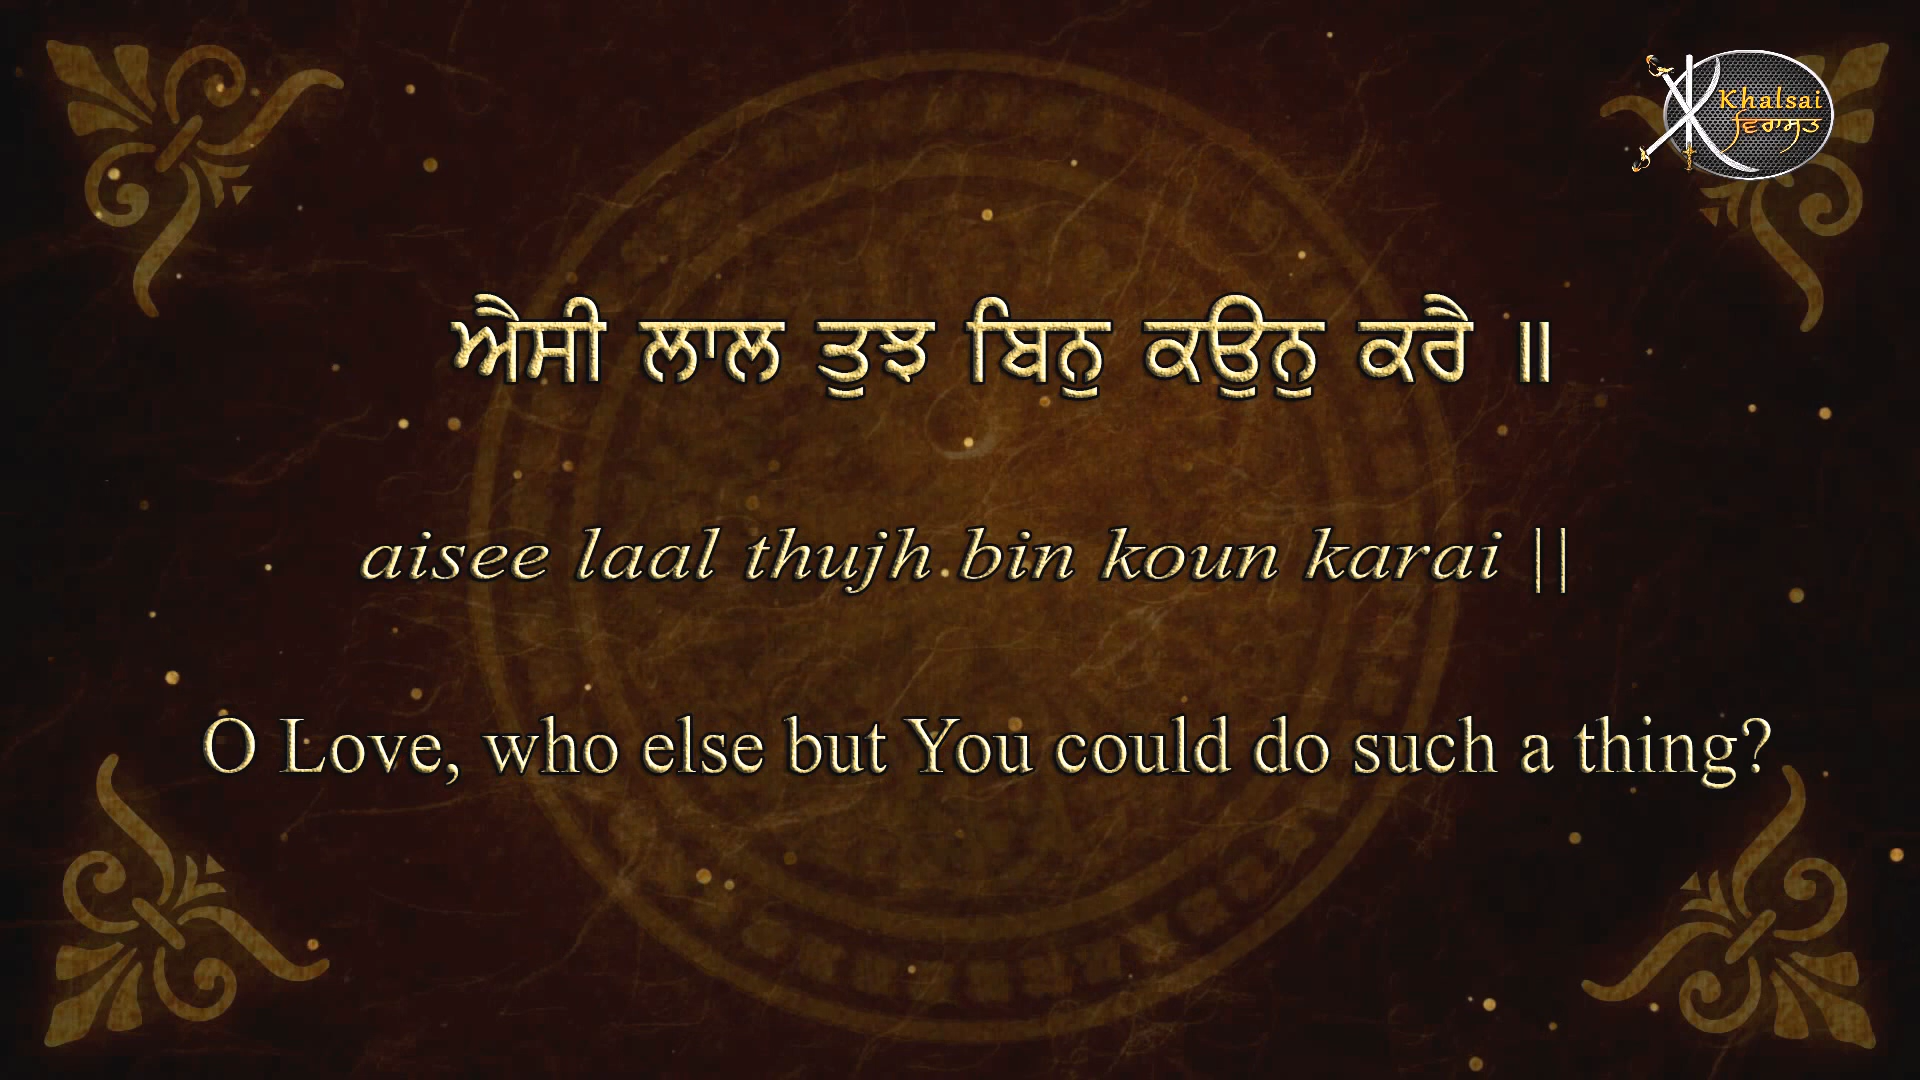 Khalsai
ਵਿਰਾਸਤ
ਐਸੀ ਲਾਲ ਤੁਝ ਬਿਨੁ ਕਉਨੁ ਕਰੈ ॥
aisee laal thujh bin koun karai ||
O Love, who else but You could do such a thing?